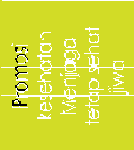 Promosi
kesehatan
Menjaga
tetap sehat
jiwa